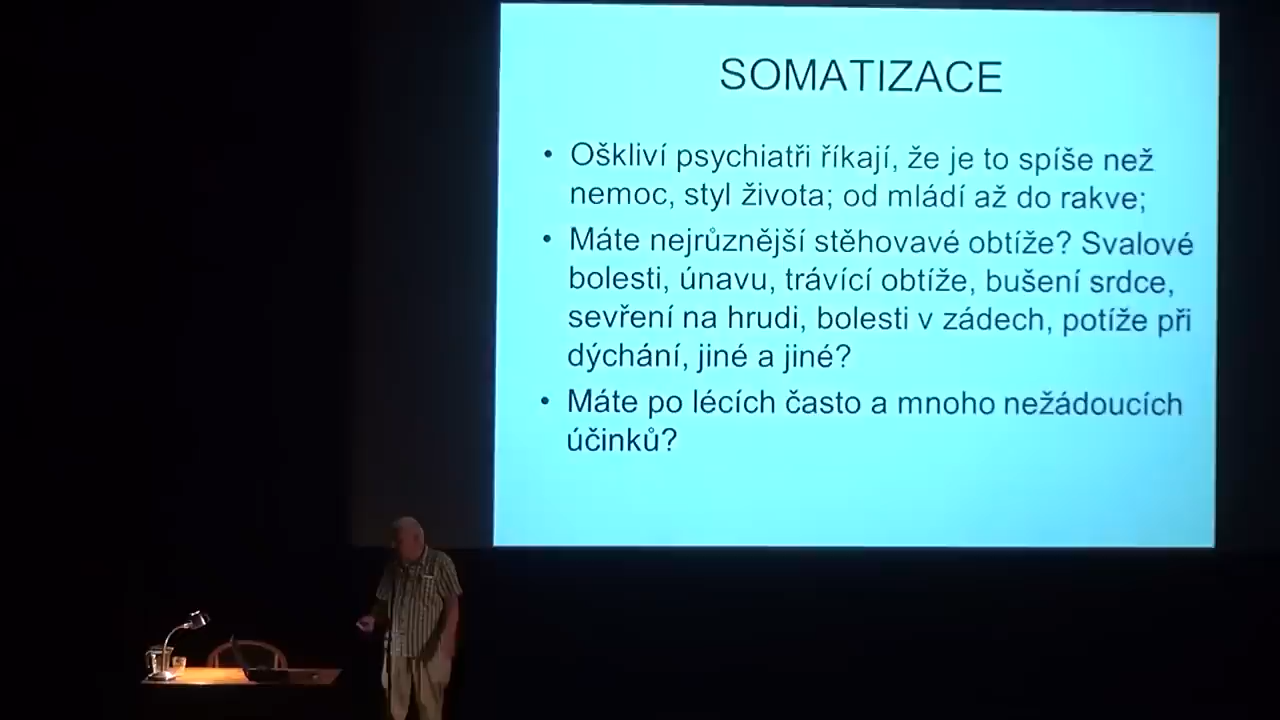 SOMATIZACE
• Oškliví psychiatři říkají, že je to spíše než
nemoc, styl života; od mládí až do rakve;
• Máte nejrůznější stěhovavé obtíže? Svalové
bolesti, únavu, trávící obtíže, bušení srdce,
sevření na hrudi, bolesti v zádech, potíže při
dýchání, jiné a jiné?
• Máte po lécích často a mnoho nežádoucích
účinků?